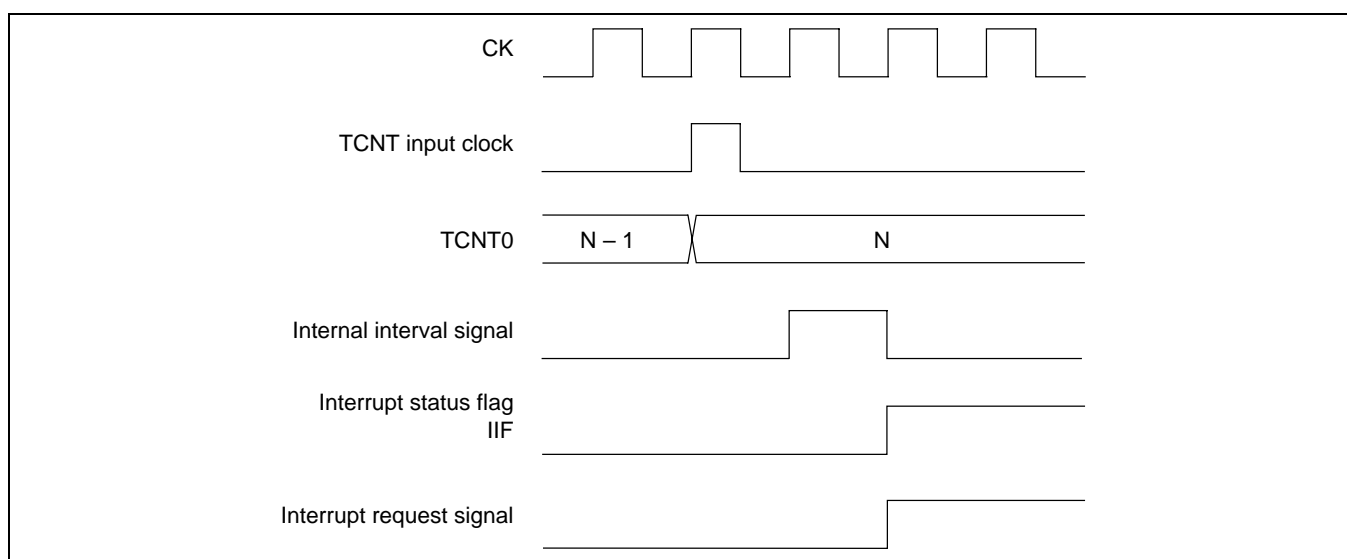 CK
TCNT input clock
TCNT0
N – 1
N
Internal interval signal
Interrupt status flag
IIF
Interrupt request signal